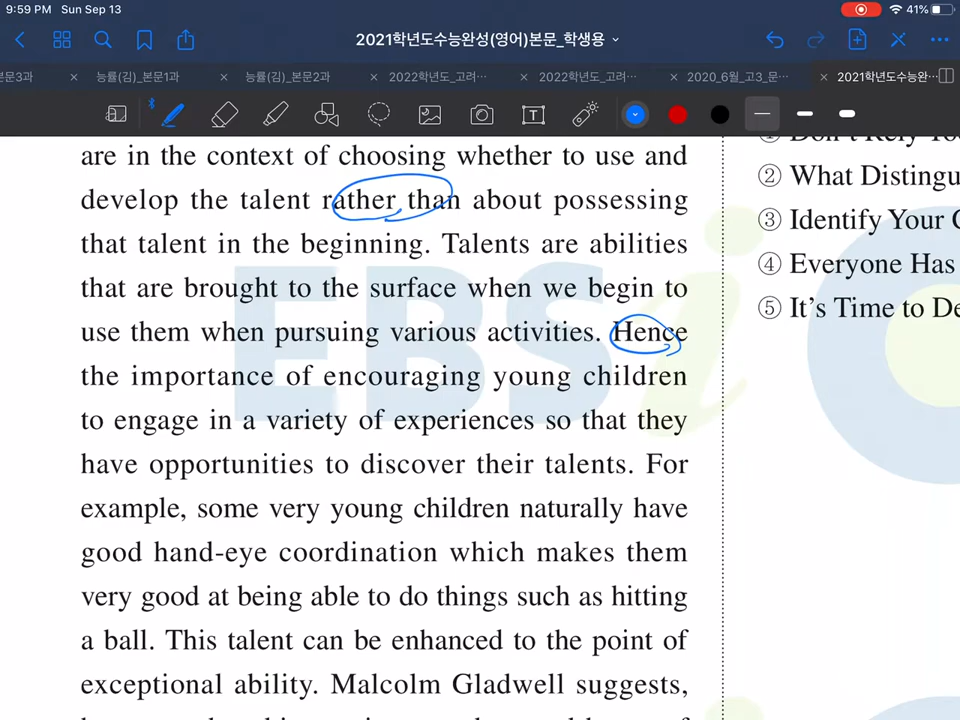 9:59 PM Sun Sep 13
41%
2021학년도수능완성(영어)본문_학생용
본문3과
능률(김)_본문1과
능률(김)_본문2과
2022학년도_고려…
2022학년도_고려…
2020_6월_고3_문…
2021학년도수능완…
are in the context of choosing whether to use and
develop the talent rather than about possessing
that talent in the beginning. Talents are abilities
that are brought to the surface when we begin to
use them when pursuing various activities. Hence
the importance of encouraging young children
to engage in a variety of experiences so that they
have opportunities to discover their talents. For
example, some very young children naturally have
good hand-eye coordination which makes them
very good at being able to do things such as hitting
a ball. This talent can be enhanced to the point of
exceptional ability. Malcolm Gladwell suggests,
② What Distingu
③ Identify Your
④ Everyone Has
⑤ It's Time to De
EBSi